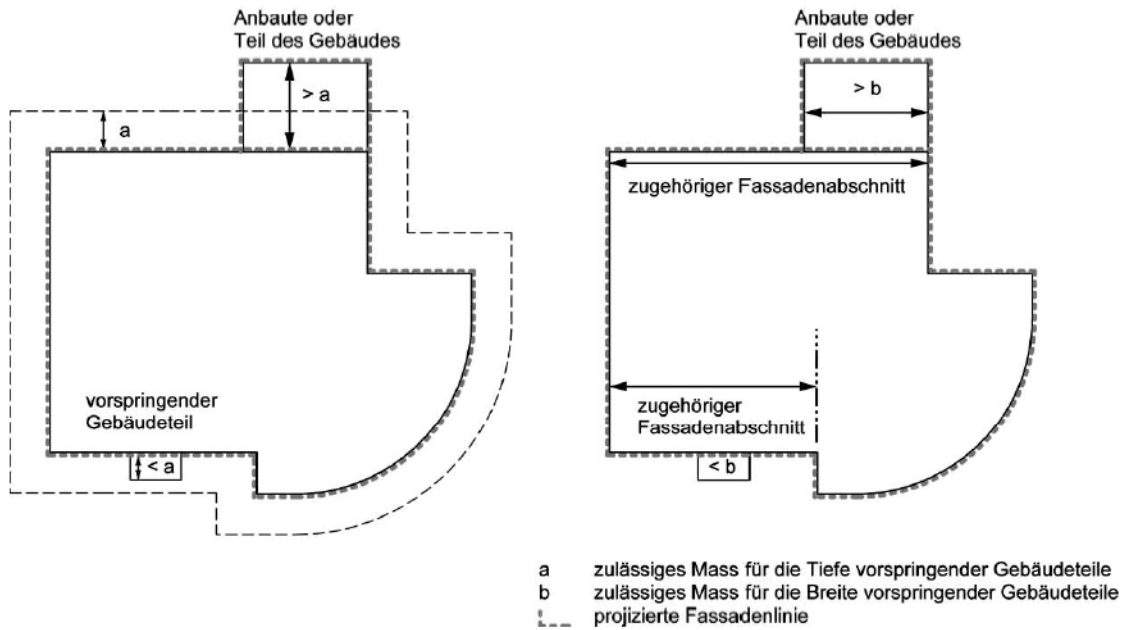 Anbaute oder
Teil des Gebäudes
> a
a
vorspringender
Gebäudeteil
< a
Anbaute oder
Teil des Gebäudes
> b
zugehöriger Fassadenabschnitt
zugehöriger
Fassadenabschnitt
< b
a zulässiges Mass für die Tiefe vorspringender Gebäudeteile
b zulässiges Mass für die Breite vorspringender Gebäudeteile
projizierte Fassadenlinie